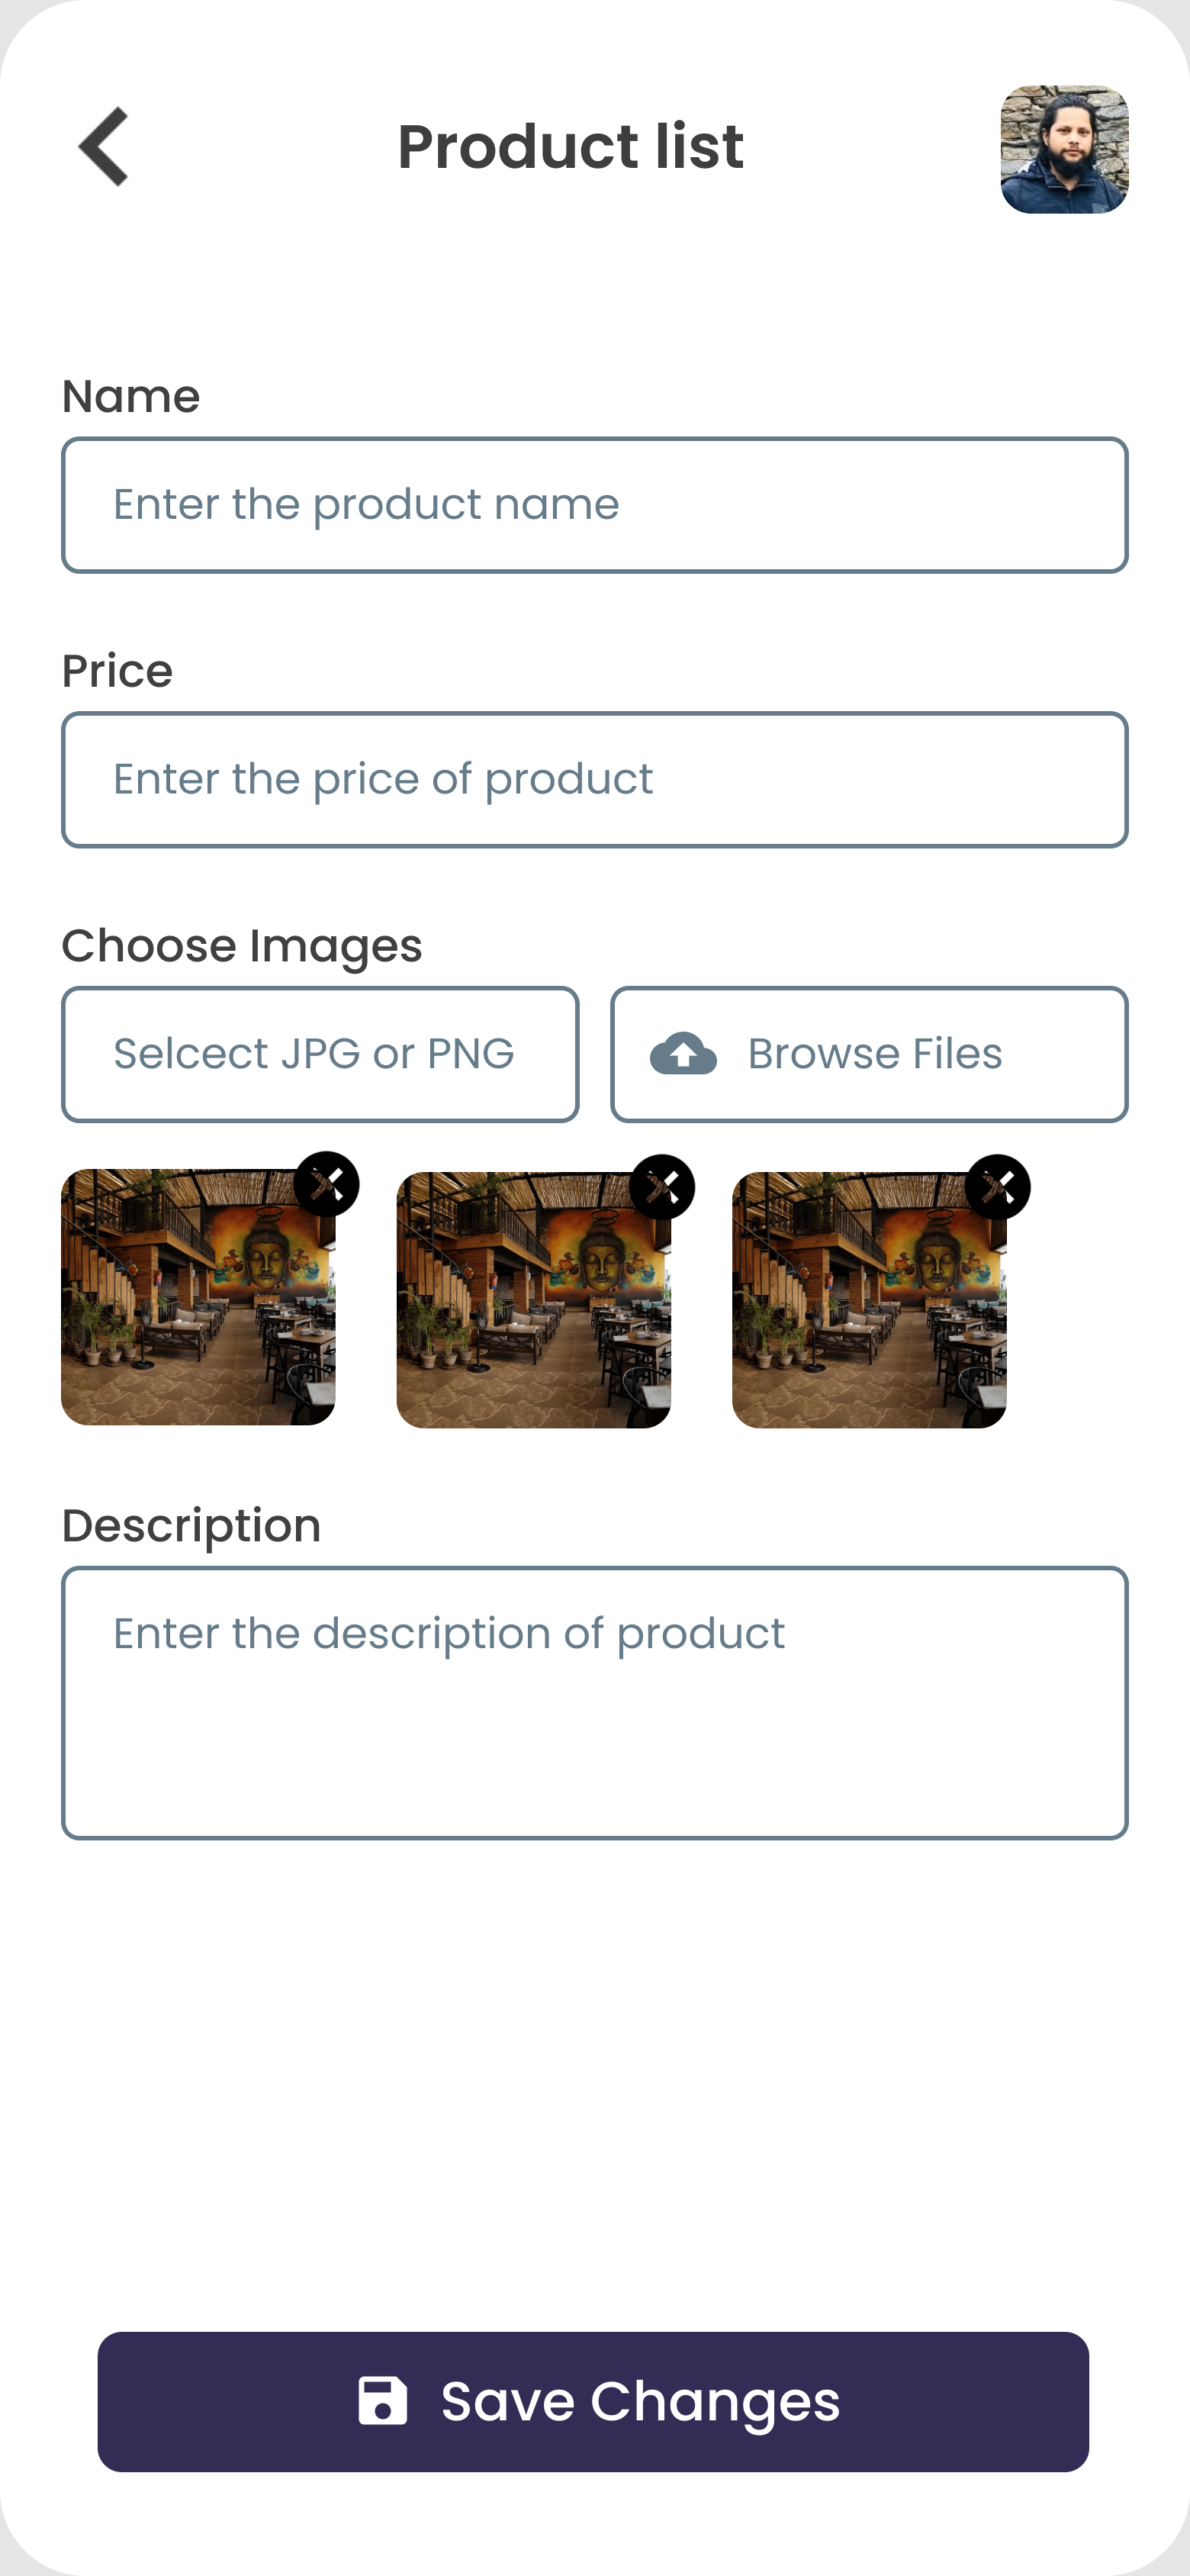 Product list
Name
Enter the product name
Price
Enter the price of product
Choose Images
Selcect JPG or PNG
Browse Files
Description
Enter the description of product
Save Changes